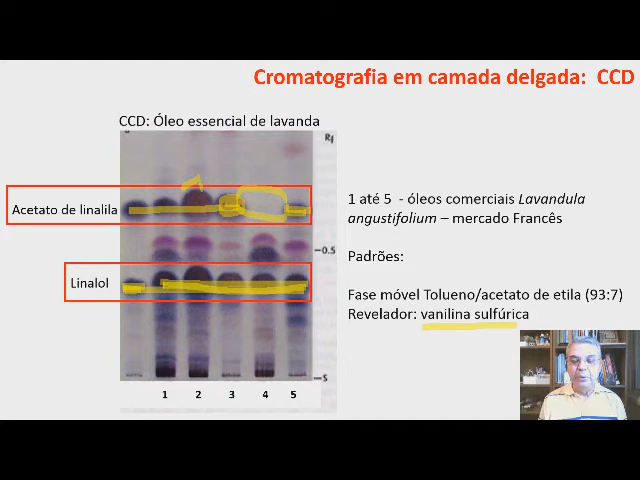 Cromatografia em camada delgada: CCD
CCD: Óleo essencial de lavanda
Rf
Acetato de linalila
0.5
Linalol
S
1 2 3 4 5
1 até 5 - óleos comerciais Lavandula
angustifolium – mercado Francês
Padrões:
Fase móvel Tolueno/acetato de etila (93:7)
Revelador: vanilina sulfúrica